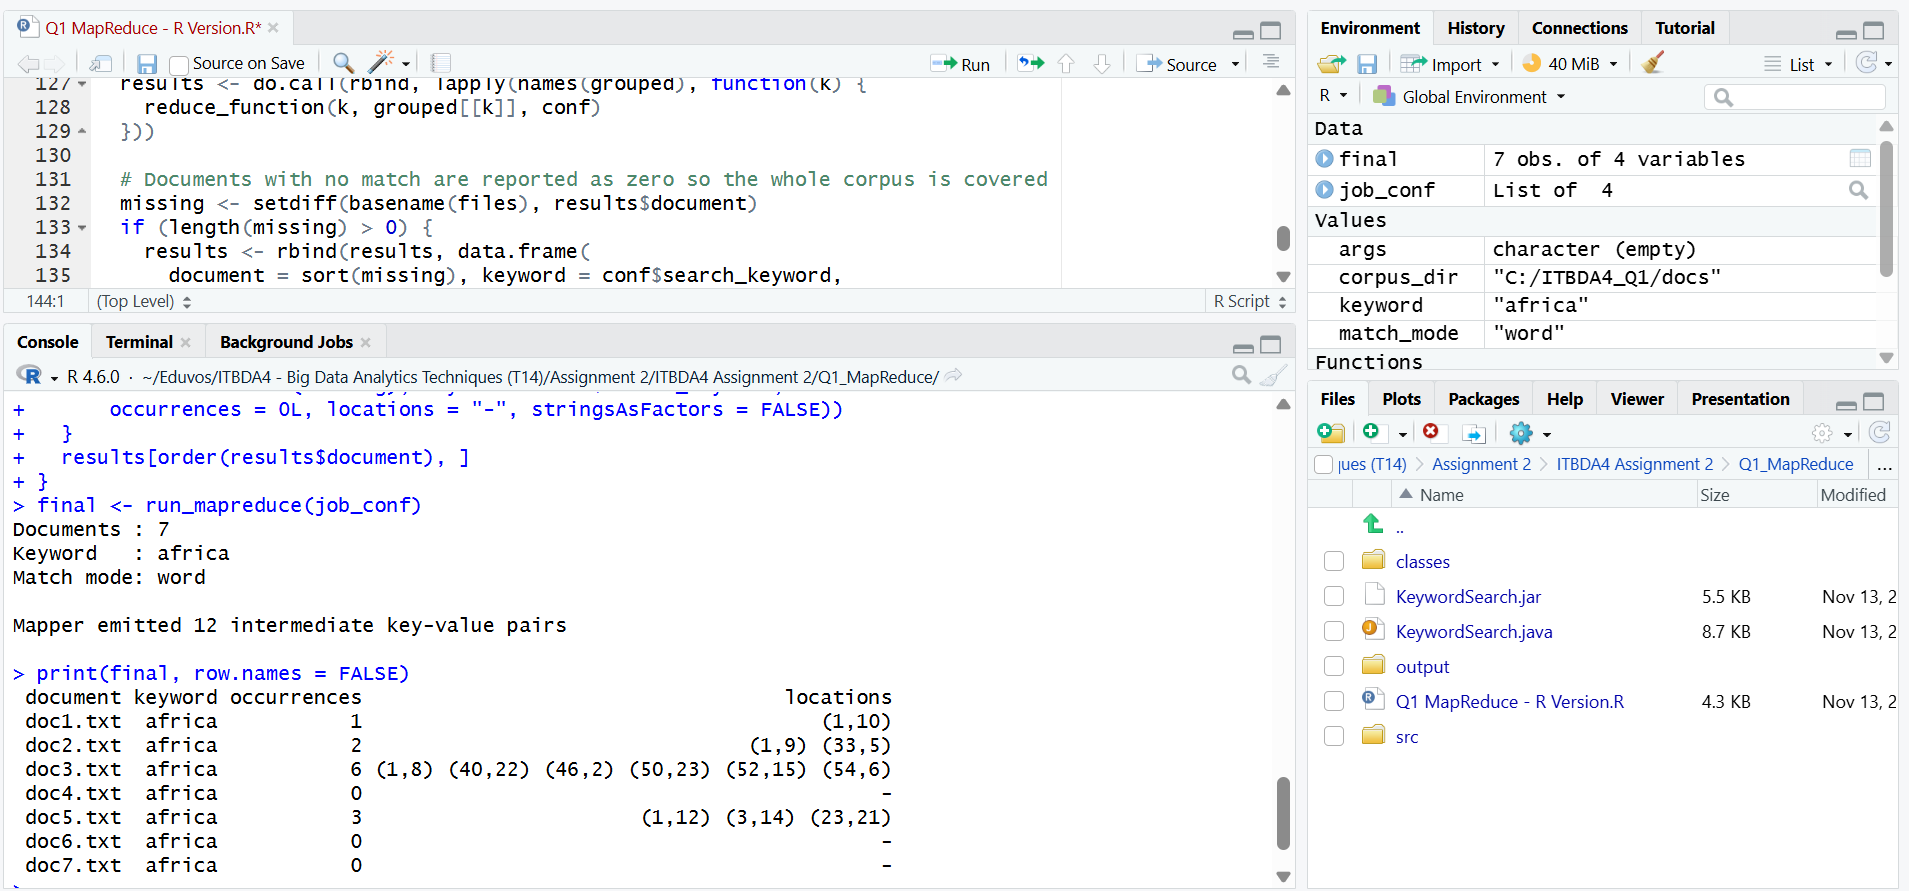 Q1 MapReduce - R Version.R*
Source on Save
Run
Source
127 results <- do.call(rbind, lapply(names(grouped), function(k) {
128 reduce_function(k, grouped[[k]], conf)
129 }))
130
131 # Documents with no match are reported as zero so the whole corpus is covered
132 missing <- setdiff(basename(files), results$document)
133 if (length(missing) > 0) {
134 results <- rbind(results, data.frame(
135 document = sort(missing), keyword = conf$search_keyword,
144:1 (Top Level) R Script
Console Terminal Background Jobs
R 4.6.0 · ~/Eduvos/ITBDA4 - Big Data Analytics Techniques (T14)/Assignment 2/ITBDA4 Assignment 2/Q1_MapReduce/
+ occurrences = 0L, locations = "-", stringsAsFactors = FALSE))
+ }
+ results[order(results$document), ]
+ }
> final <- run_mapreduce(job_conf)
Documents : 7
Keyword : africa
Match mode: word
Mapper emitted 12 intermediate key-value pairs
> print(final, row.names = FALSE)
document keyword occurrences locations
doc1.txt africa 1 (1,10)
doc2.txt africa 2 (1,9) (33,5)
doc3.txt africa 6 (1,8) (40,22) (46,2) (50,23) (52,15) (54,6)
doc4.txt africa 0 -
doc5.txt africa 3 (1,12) (3,14) (23,21)
doc6.txt africa 0 -
doc7.txt africa 0 -
>
Environment History Connections Tutorial
Import 40 MiB List
R Global Environment
Data
final 7 obs. of 4 variables
job_conf List of 4
Values
args character (empty)
corpus_dir "C:/ITBDA4_Q1/docs"
keyword "africa"
match_mode "word"
Functions
Files Plots Packages Help Viewer Presentation
ques (T14) Assignment 2 ITBDA4 Assignment 2 Q1_MapReduce ...
Name Size Modified
..
classes
KeywordSearch.jar 5.5 KB Nov 13, 2
KeywordSearch.java 8.7 KB Nov 13, 2
output
Q1 MapReduce - R Version.R 4.3 KB Nov 13, 2
src